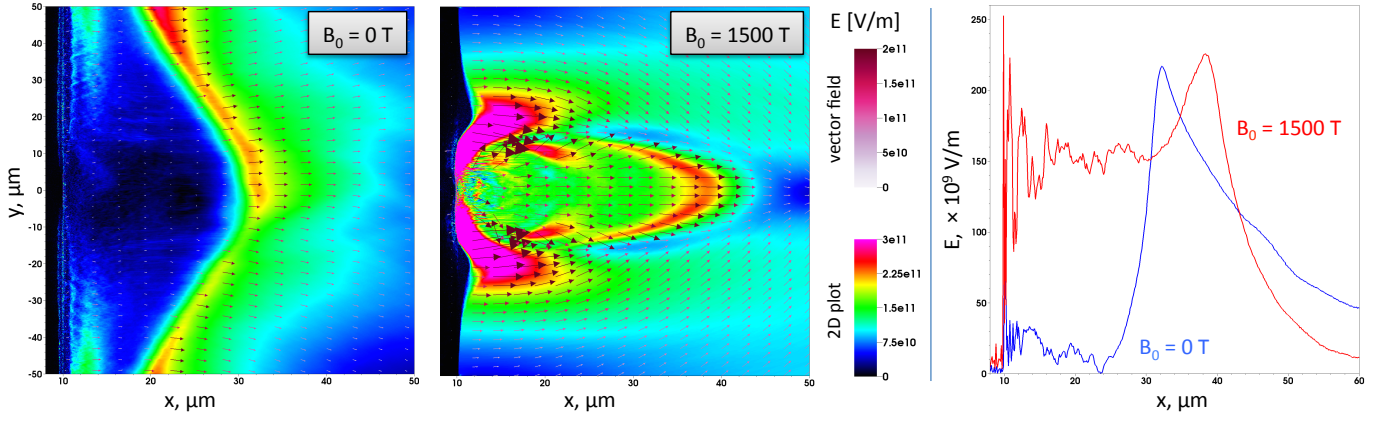 B₀ = 0 T
y, µm
50
40
30
20
10
0
-10
-20
-30
-40
-50
10
20
30
40
50
x, µm
B₀ = 1500 T
10
20
30
40
50
x, µm
E [V/m]
vector field
2e11
1.5e11
1e11
5e10
0
2D plot
3e11
2.25e11
1.5e11
7.5e10
0
E, × 10⁹ V/m
250
200
150
100
50
0
B₀ = 1500 T
B₀ = 0 T
10
20
30
40
50
60
x, µm